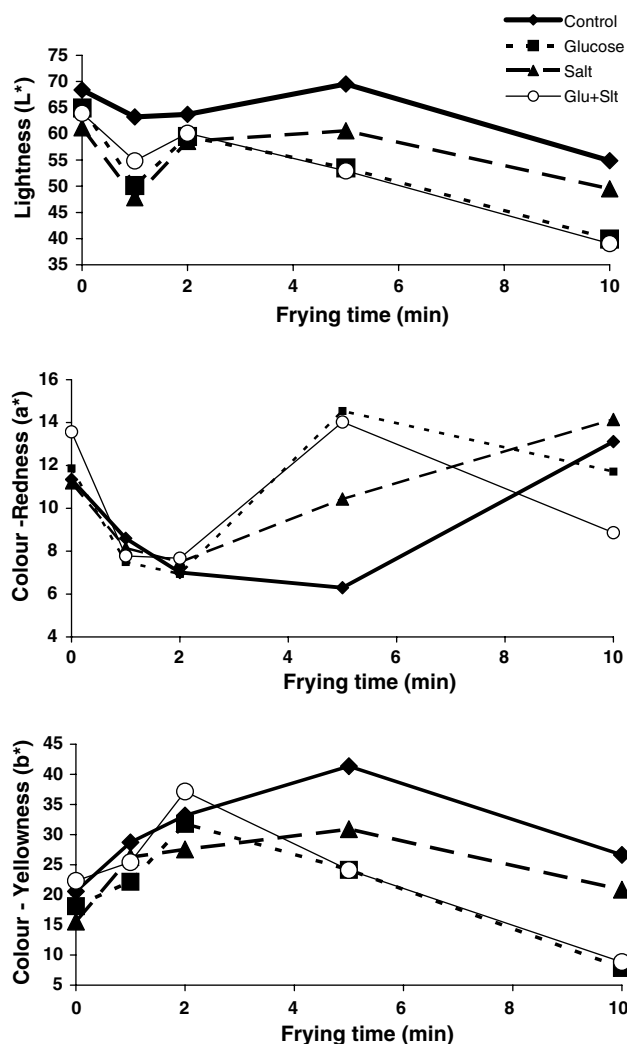 Control
Glucose
Salt
Glu+Slt
Lightness (L*)
75
70
65
60
55
50
45
40
35
0 2 4 6 8 10
Frying time (min)
Colour -Redness (a*)
16
14
12
10
8
6
4
0 2 4 6 8 10
Frying time (min)
Colour - Yellowness (b*)
45
40
35
30
25
20
15
10
5
0 2 4 6 8 10
Frying time (min)